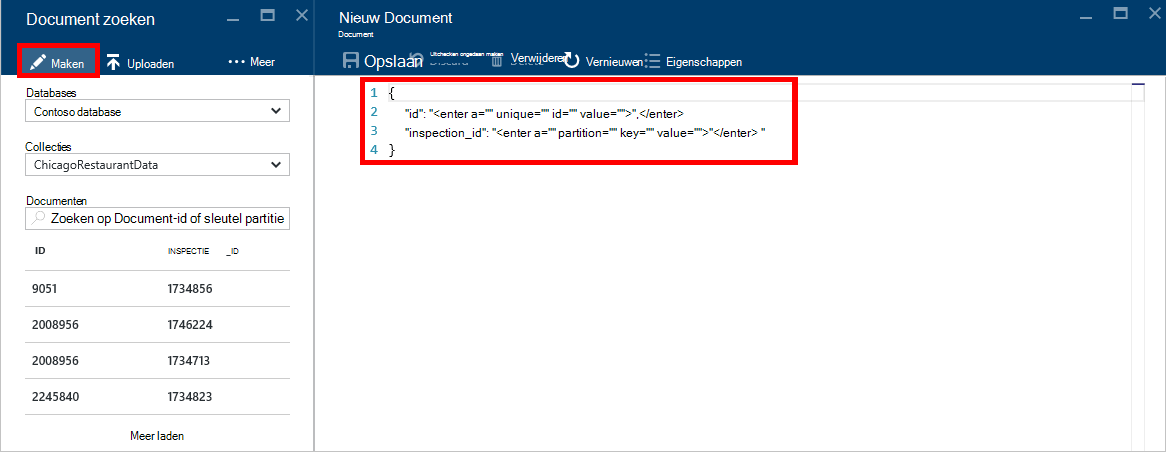 Document zoeken
Maken
Uploaden
Meer
Databases
Contoso database
Collecties
ChicagoRestaurantData
Documenten
Zoeken op Document-id of sleutel partitie
ID INSPECTIE _ID
9051 1734856
2008956 1746224
2008956 1734713
2245840 1734823
Meer laden
Nieuw Document
Document
Opslaan
Uitchecken ongedaan maken
Discard
Verwijderen
Vernieuwen
Eigenschappen
1 {
2 "id": "<enter a="" unique="" id="" value="">",</enter>
3 "inspection_id": "<enter a="" partition="" key="" value="">"</enter> "
4 }